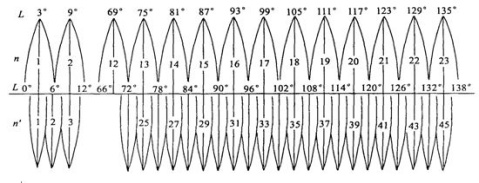 L 3° 9° 69° 75° 81° 87° 93° 99° 105° 111° 117° 123° 129° 135°
n 1 2 12 13 14 15 16 17 18 19 20 21 22 23
L 0° 6° 12° 66° 72° 78° 84° 90° 96° 102° 108° 114° 120° 126° 132° 138°
n' 1 2 3 25 27 29 31 33 35 37 39 41 43 45